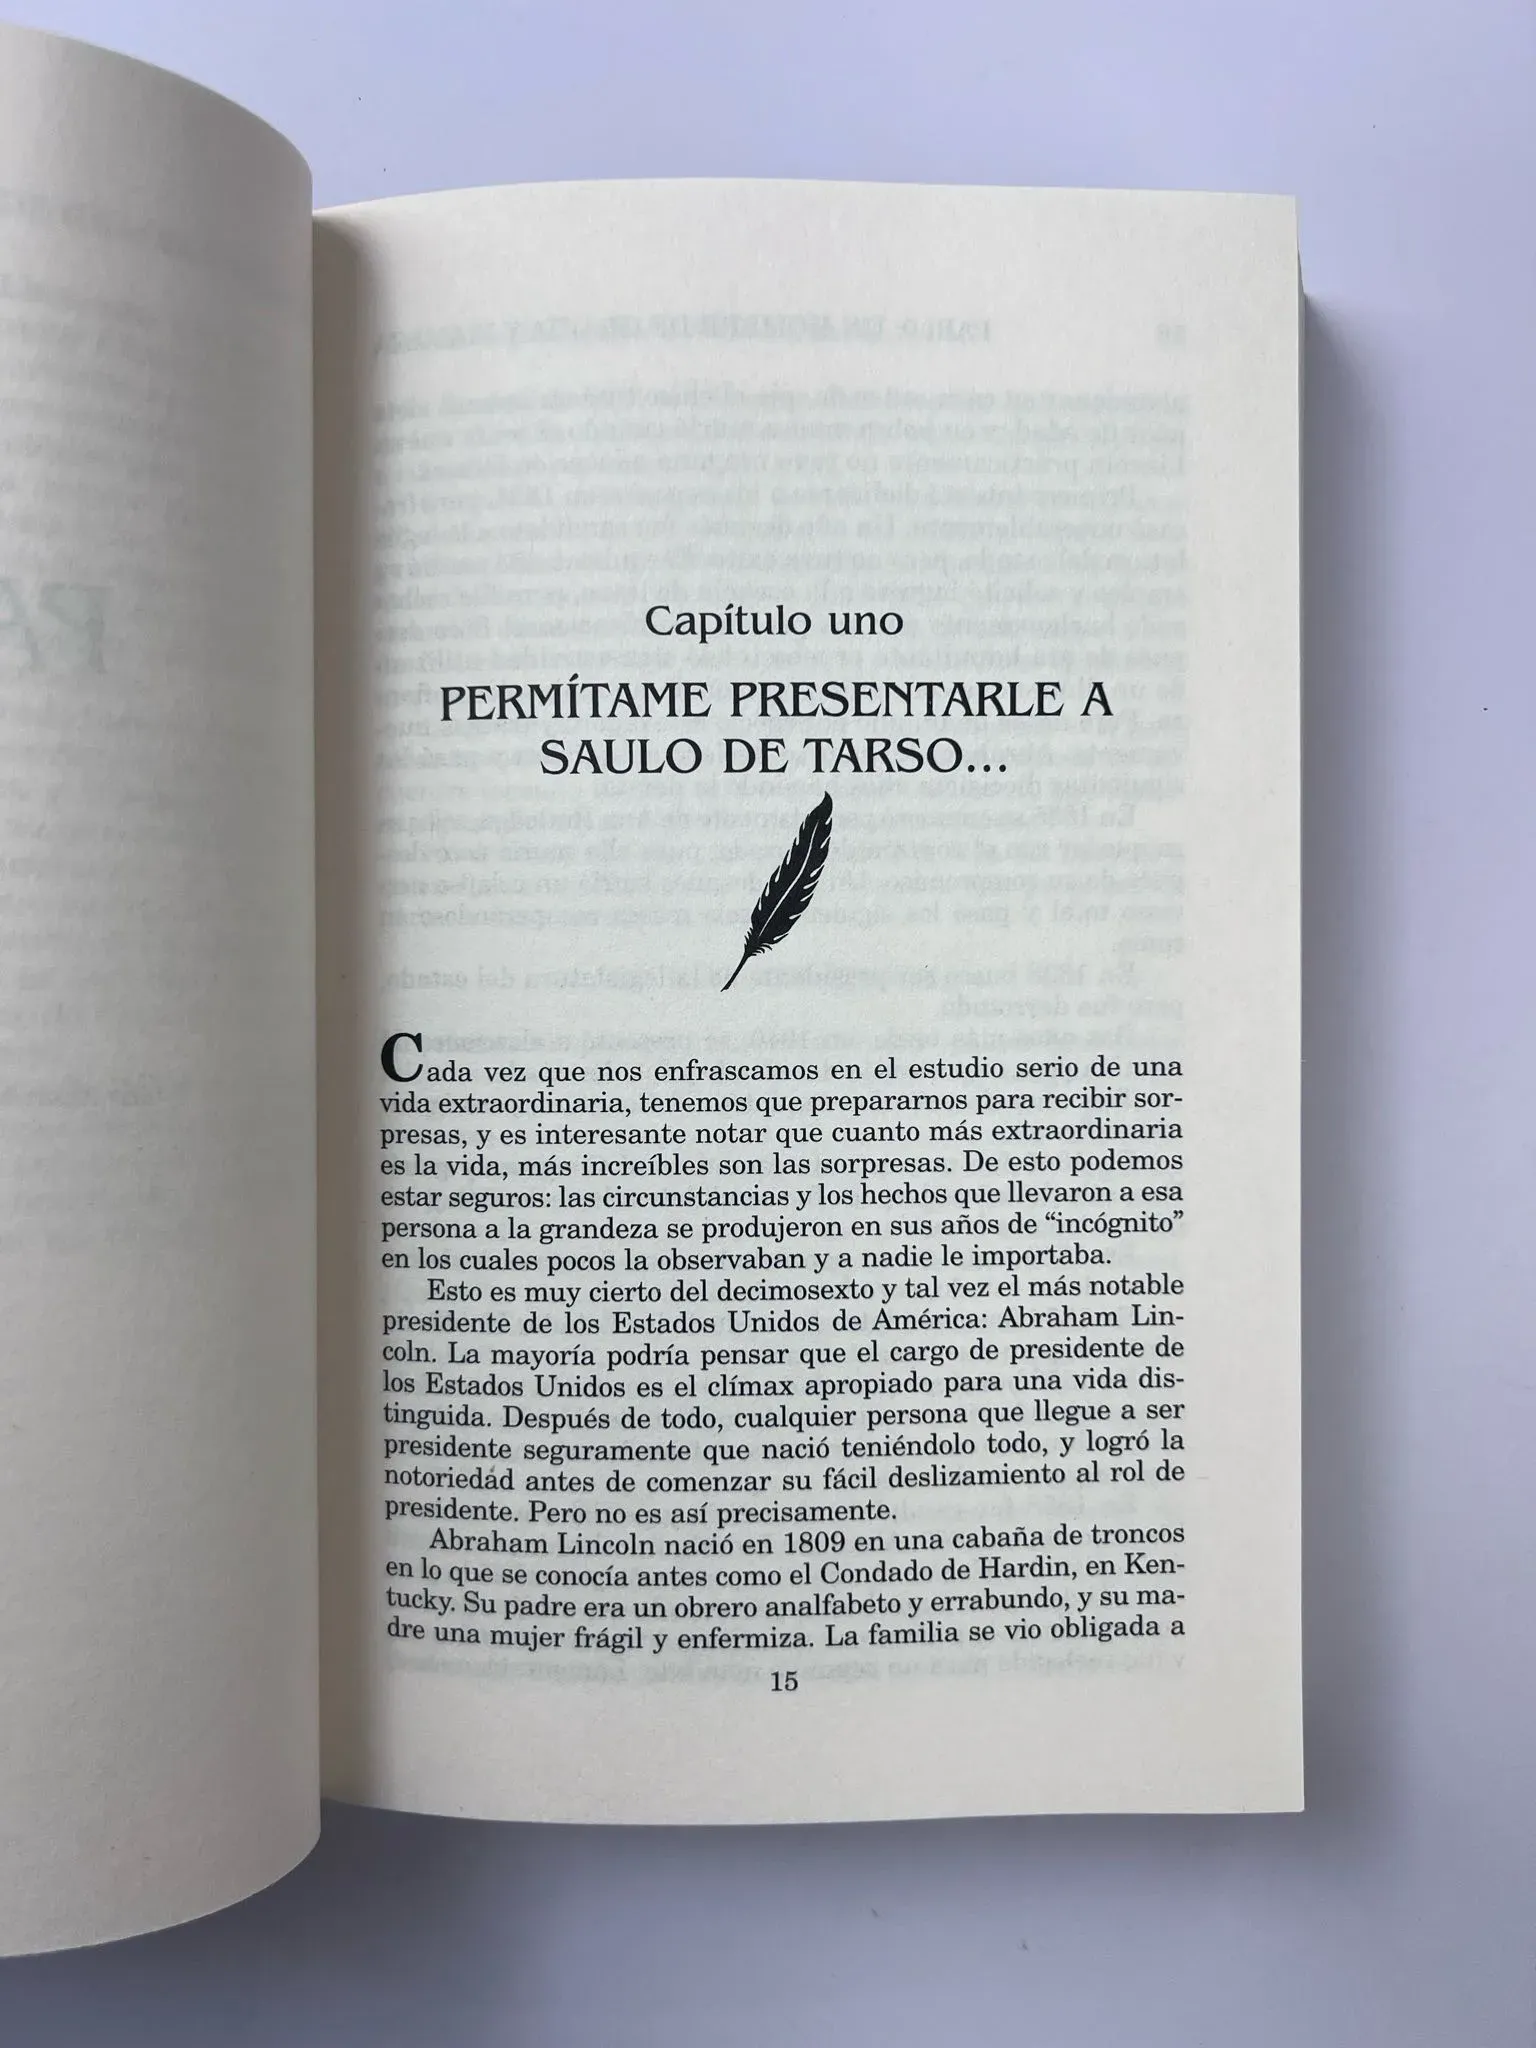 Capítulo uno
PERMÍTAME PRESENTARLE A
SAULO DE TARSO...
Cada vez que nos enfrascamos en el estudio serio de una
vida extraordinaria, tenemos que prepararnos para recibir sor-
presas, y es interesante notar que cuanto más extraordinaria
es la vida, más increíbles son las sorpresas. De esto podemos
estar seguros: las circunstancias y los hechos que llevaron a esa
persona a la grandeza se produjeron en sus años de “incógnito”
en los cuales pocos la observaban y a nadie le importaba.
Esto es muy cierto del decimosexto y tal vez el más notable
presidente de los Estados Unidos de América: Abraham Lin-
coln. La mayoría podría pensar que el cargo de presidente de
los Estados Unidos es el clímax apropiado para una vida dis-
tinguida. Después de todo, cualquier persona que llegue a ser
presidente seguramente que nació teniéndolo todo, y logró la
notoriedad antes de comenzar su fácil deslizamiento al rol de
presidente. Pero no es así precisamente.
Abraham Lincoln nació en 1809 en una cabaña de troncos
en lo que se conocía antes como el Condado de Hardin, en Ken-
tucky. Su padre era un obrero analfabeto y errabundo, y su ma-
dre una mujer frágil y enfermiza. La familia se vio obligada a
15